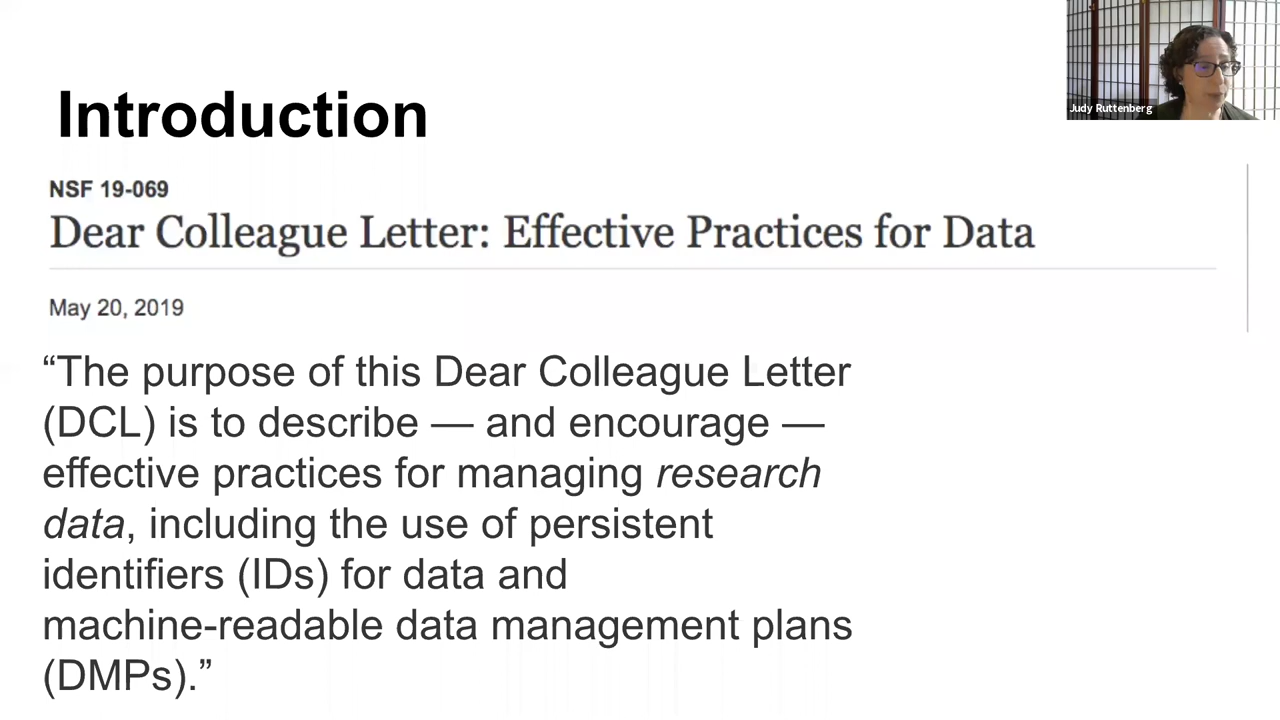 Introduction
Judy Ruttenberg
NSF 19-069
Dear Colleague Letter: Effective Practices for Data
May 20, 2019
“The purpose of this Dear Colleague Letter
(DCL) is to describe — and encourage —
effective practices for managing research
data, including the use of persistent
identifiers (IDs) for data and
machine-readable data management plans
(DMPs).”